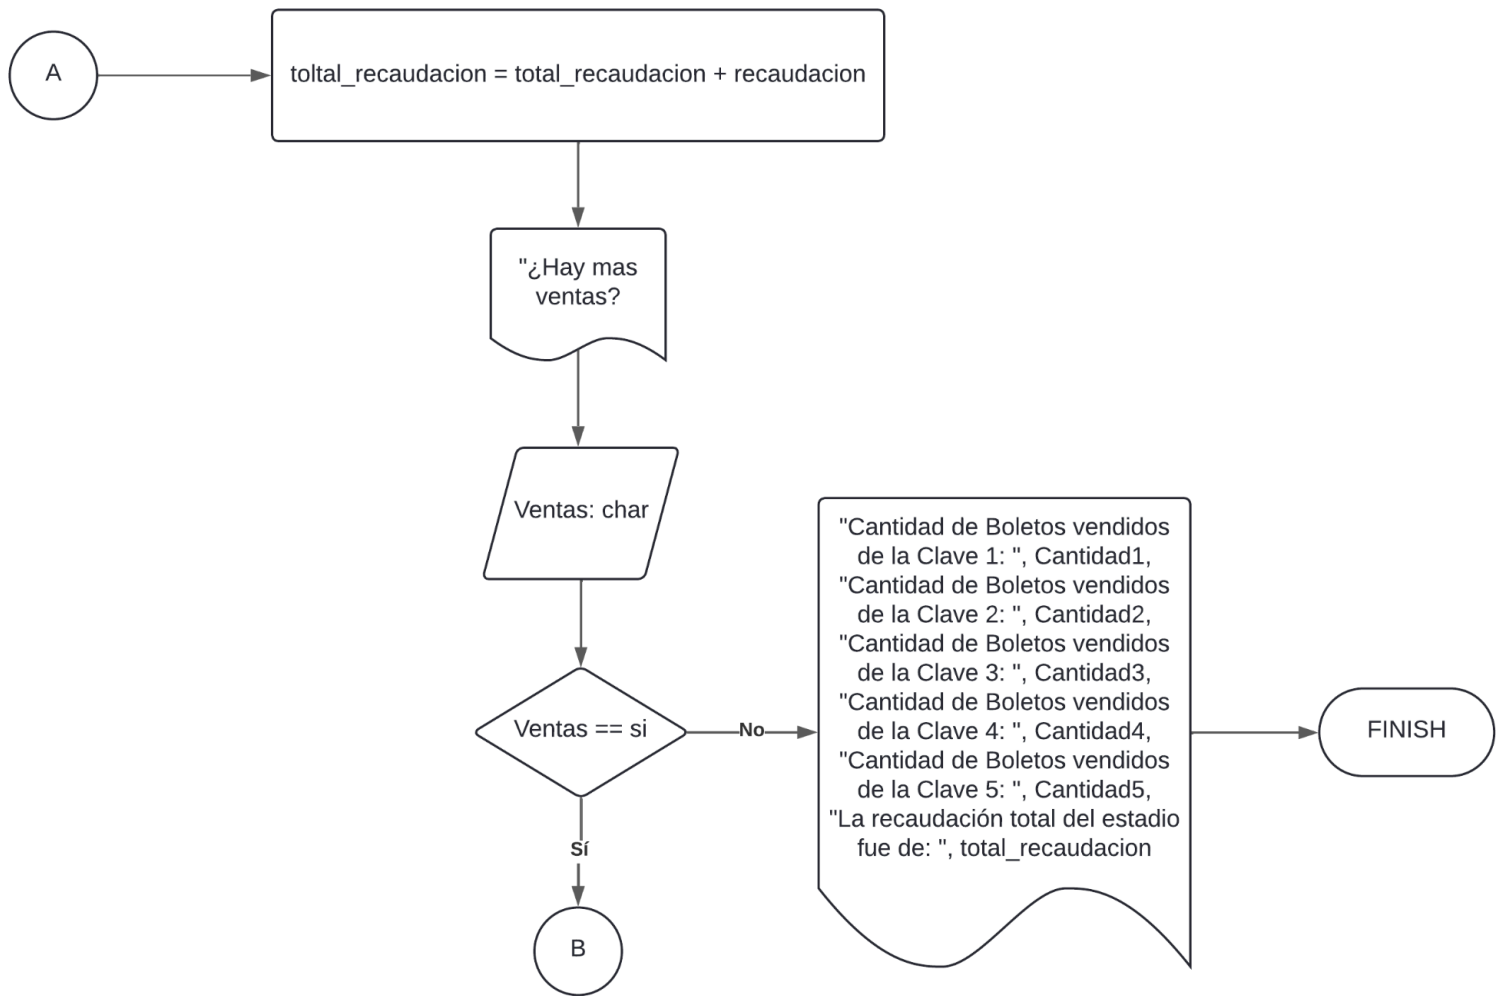 A
toltal_recaudacion = total_recaudacion + recaudacion
"¿Hay mas
ventas?
Ventas: char
Ventas == si
No
"Cantidad de Boletos vendidos
de la Clave 1: ", Cantidad1,
"Cantidad de Boletos vendidos
de la Clave 2: ", Cantidad2,
"Cantidad de Boletos vendidos
de la Clave 3: ", Cantidad3,
"Cantidad de Boletos vendidos
de la Clave 4: ", Cantidad4,
"Cantidad de Boletos vendidos
de la Clave 5: ", Cantidad5,
"La recaudación total del estadio
fue de: ", total_recaudacion
FINISH
Sí
B